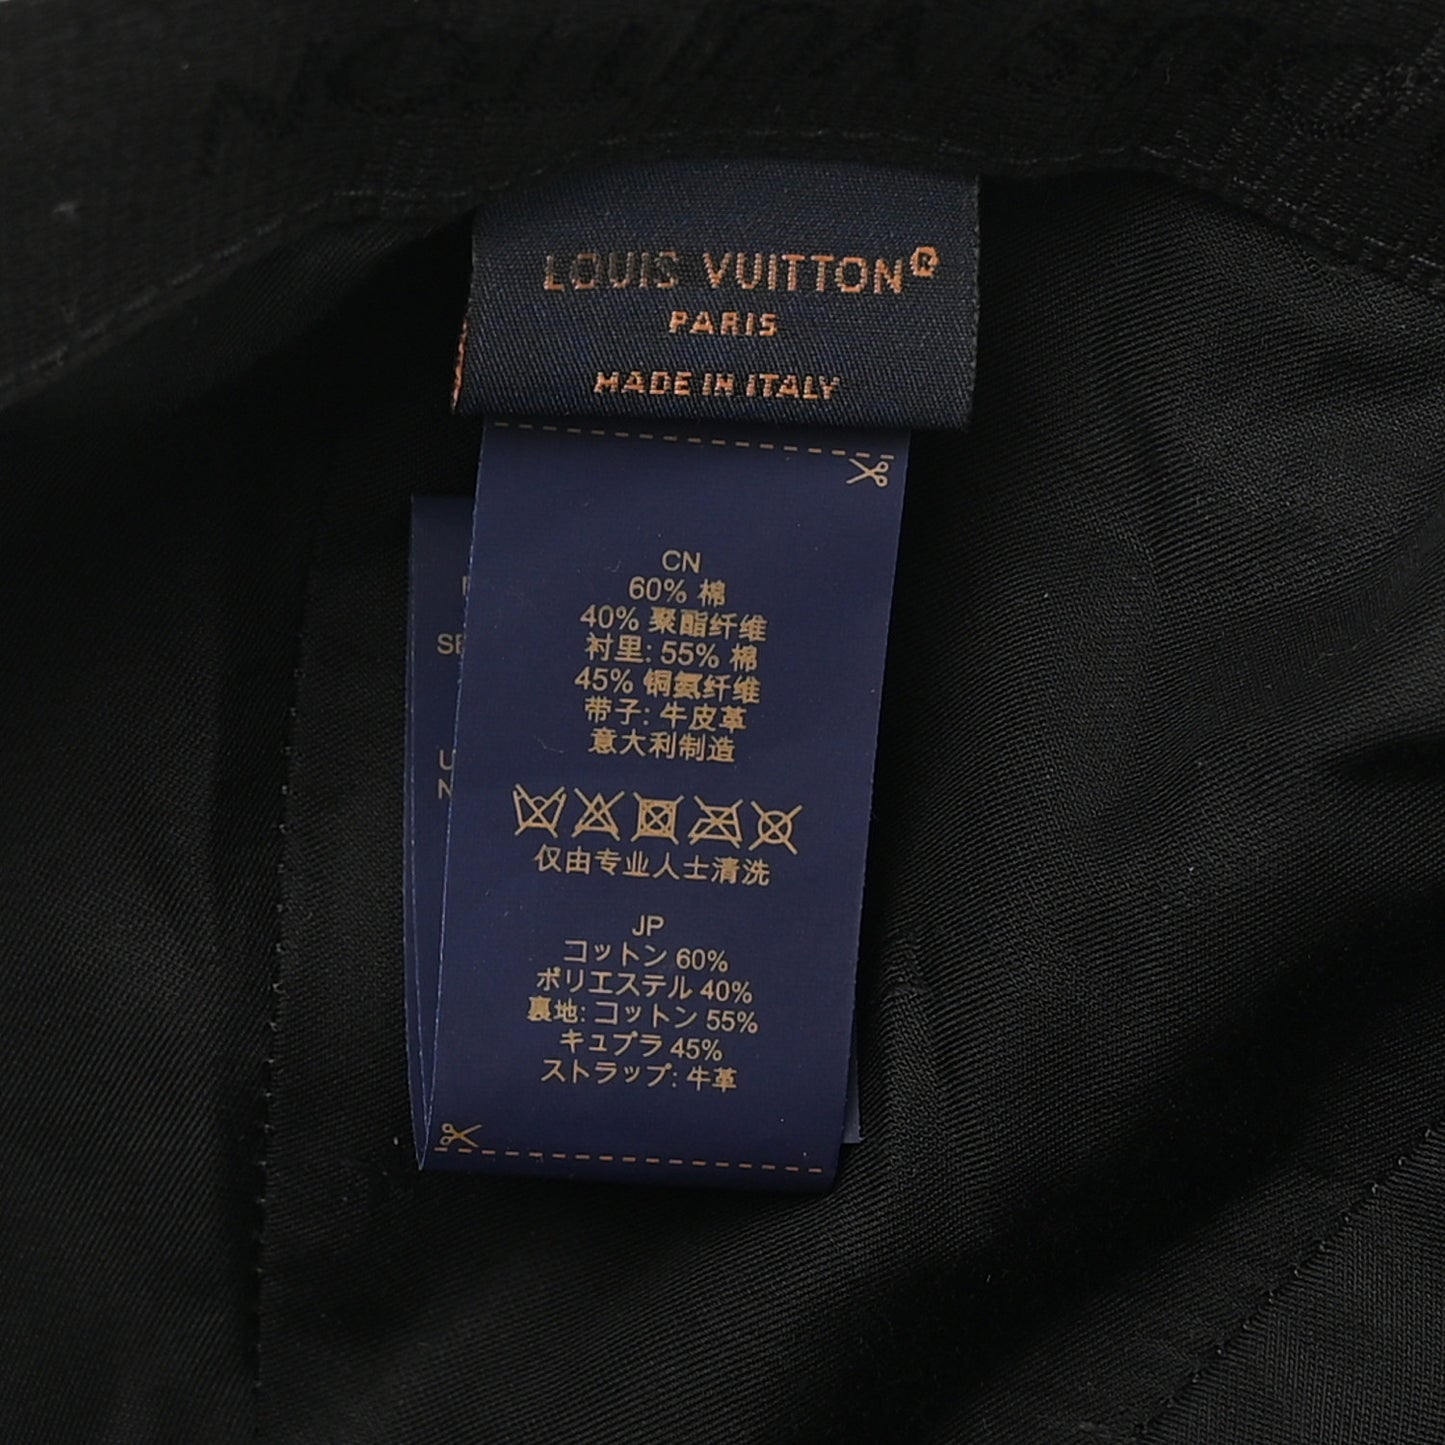 LOUIS VUITTON®
PARIS
MADE IN ITALY
CN
60% 棉
40% 聚酯纤维
衬里: 55% 棉
45% 铜氨纤维
带子: 牛皮革
意大利制造
仅由专业人士清洗
JP
コットン 60%
ポリエステル 40%
裏地: コットン 55%
キュプラ 45%
ストラップ: 牛革